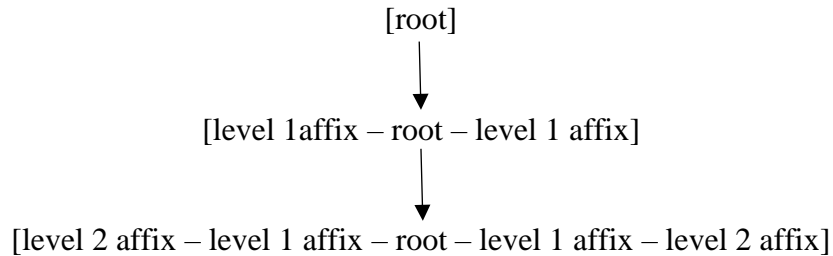 [root]
[level 1affix – root – level 1 affix]
[level 2 affix – level 1 affix – root – level 1 affix – level 2 affix]